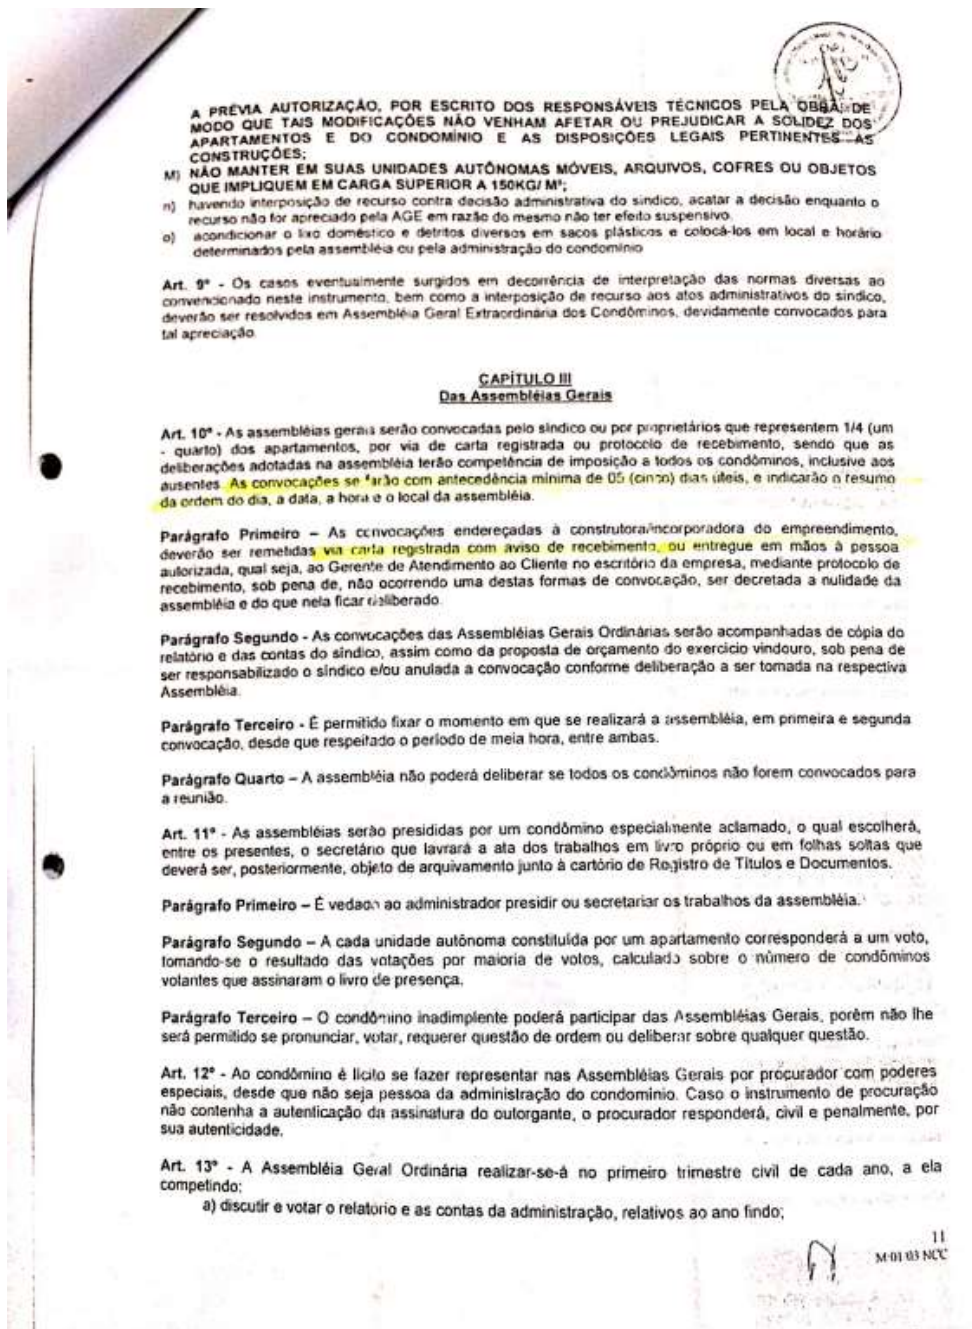 A PRÉVIA AUTORIZAÇÃO, POR ESCRITO DOS RESPONSÁVEIS TÉCNICOS PELA OBRA, DE
MODO QUE TAIS MODIFICAÇÕES NÃO VENHAM AFETAR OU PREJUDICAR A SOLIDEZ DOS
APARTAMENTOS E DO CONDOMÍNIO E AS DISPOSIÇÕES LEGAIS PERTINENTES ÀS
CONSTRUÇÕES;
M) NÃO MANTER EM SUAS UNIDADES AUTÔNOMAS MÓVEIS, ARQUIVOS, COFRES OU OBJETOS
QUE IMPLIQUEM EM CARGA SUPERIOR A 150KG/ M²;
n) havendo interposição de recurso contra decisão administrativa do síndico, acatar a decisão enquanto o
recurso não for apreciado pela AGE em razão do mesmo não ter efeito suspensivo.
o) acondicionar o lixo doméstico e detritos diversos em sacos plásticos e colocá-los em local e horário
determinados pela assembléia ou pela administração do condomínio
Art. 9º - Os casos eventualmente surgidos em decorrência de interpretação das normas diversas ao
convencionado neste instrumento, bem como a interposição de recurso aos atos administrativos do síndico,
deverão ser resolvidos em Assembléia Geral Extraordinária dos Condôminos, devidamente convocados para
tal apreciação.
CAPÍTULO III
Das Assembléias Gerais
Art. 10º - As assembléias gerais serão convocadas pelo síndico ou por proprietários que representem 1/4 (um
- quarto) dos apartamentos, por via de carta registrada ou protocolo de recebimento, sendo que as
deliberações adotadas na assembléia terão competência de imposição a todos os condôminos, inclusive aos
ausentes. As convocações se farão com antecedência mínima de 05 (cinco) dias úteis, e indicarão o resumo
da ordem do dia, a data, a hora e o local da assembléia.
Parágrafo Primeiro – As convocações endereçadas à construtora/incorporadora do empreendimento,
deverão ser remetidas via carta registrada com aviso de recebimento, ou entregue em mãos à pessoa
autorizada, qual seja, ao Gerente de Atendimento ao Cliente no escritório da empresa, mediante protocolo de
recebimento, sob pena de, não ocorrendo uma destas formas de convocação, ser decretada a nulidade da
assembléia e do que nela ficar deliberado.
Parágrafo Segundo - As convocações das Assembléias Gerais Ordinárias serão acompanhadas de cópia do
relatório e das contas do síndico, assim como da proposta de orçamento do exercício vindouro, sob pena de
ser responsabilizado o síndico e/ou anulada a convocação conforme deliberação a ser tomada na respectiva
Assembléia.
Parágrafo Terceiro - É permitido fixar o momento em que se realizará a assembléia, em primeira e segunda
convocação, desde que respeitado o período de meia hora, entre ambas.
Parágrafo Quarto – A assembléia não poderá deliberar se todos os condôminos não forem convocados para
a reunião.
Art. 11º - As assembléias serão presididas por um condômino especialmente aclamado, o qual escolherá,
entre os presentes, o secretário que lavrará a ata dos trabalhos em livro próprio ou em folhas soltas que
deverá ser, posteriormente, objeto de arquivamento junto à cartório de Registro de Títulos e Documentos.
Parágrafo Primeiro – É vedado ao administrador presidir ou secretariar os trabalhos da assembléia.
Parágrafo Segundo – A cada unidade autônoma constituída por um apartamento corresponderá a um voto,
tomando-se o resultado das votações por maioria de votos, calculado sobre o número de condôminos
votantes que assinaram o livro de presença.
Parágrafo Terceiro – O condômino inadimplente poderá participar das Assembléias Gerais, porém não lhe
será permitido se pronunciar, votar, requerer questão de ordem ou deliberar sobre qualquer questão.
Art. 12º - Ao condômino é lícito se fazer representar nas Assembléias Gerais por procurador com poderes
especiais, desde que não seja pessoa da administração do condomínio. Caso o instrumento de procuração
não contenha a autenticação da assinatura do outorgante, o procurador responderá, civil e penalmente, por
sua autenticidade.
Art. 13º - A Assembléia Geral Ordinária realizar-se-á no primeiro trimestre civil de cada ano, a ela
competindo;
a) discutir e votar o relatório e as contas da administração, relativos ao ano findo;
11
M-01/03 NCC